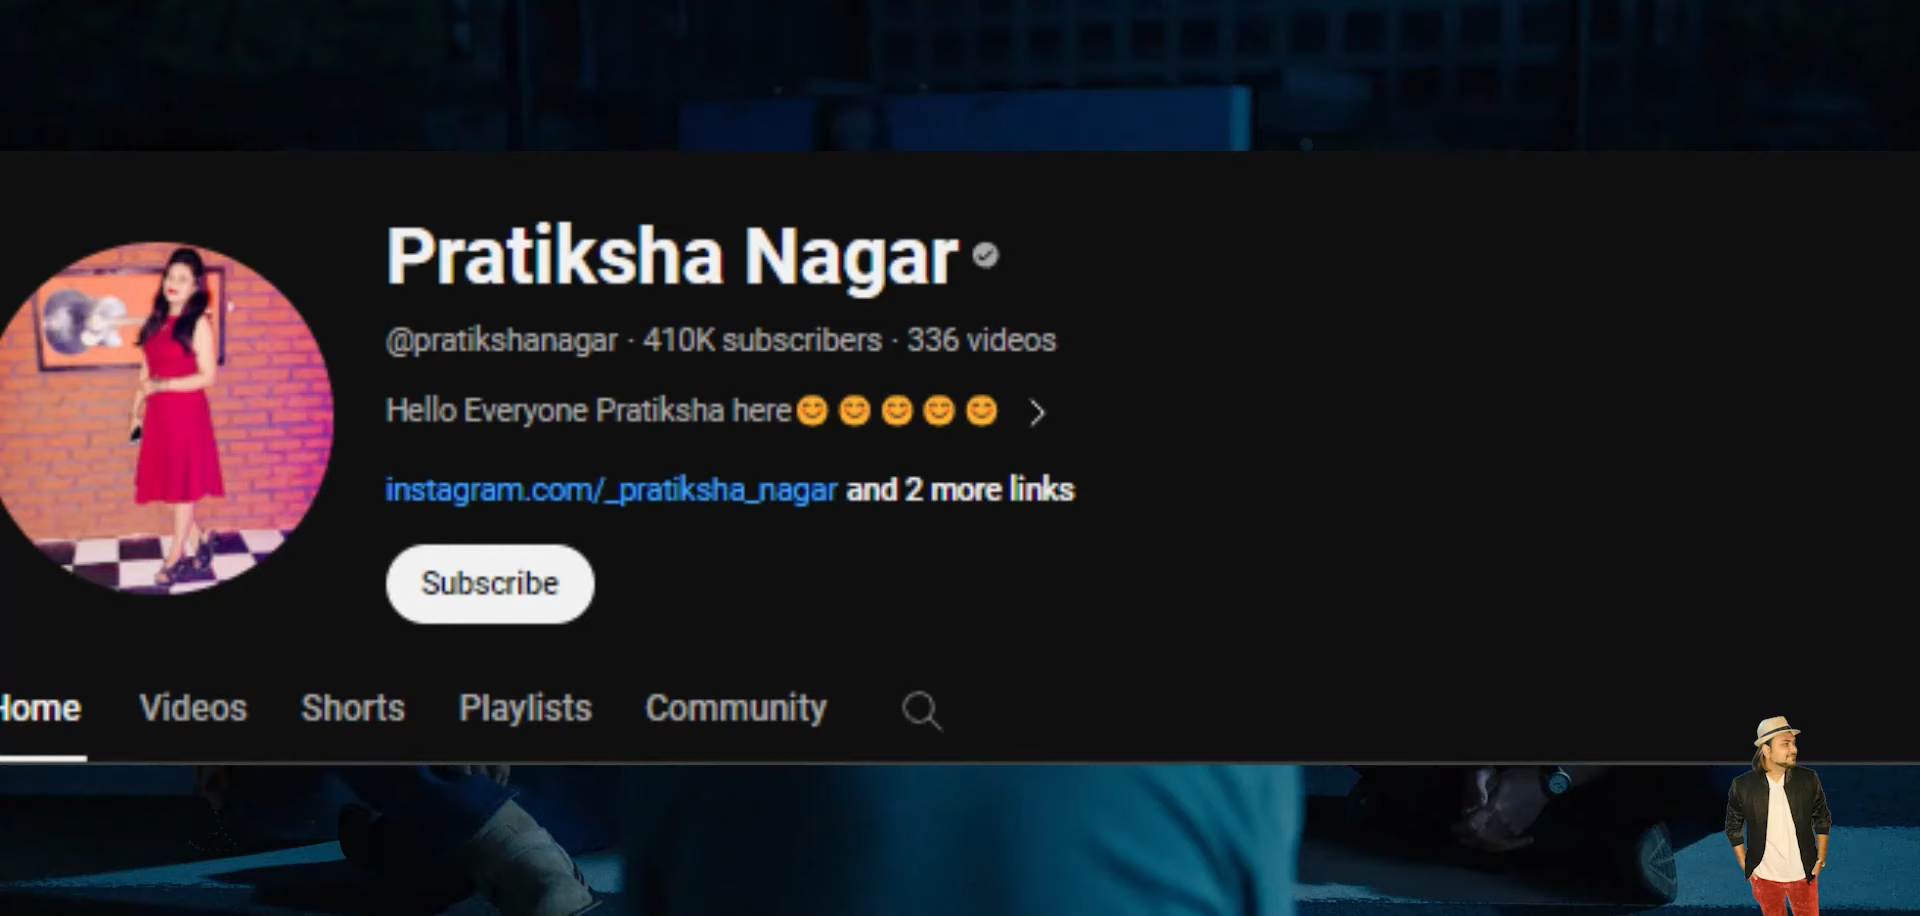 Pratiksha Nagar
@pratikshanagar · 410K subscribers · 336 videos
Hello Everyone Pratiksha here😊😊😊😊😊
instagram.com/_pratiksha_nagar and 2 more links
Subscribe
Home Videos Shorts Playlists Community